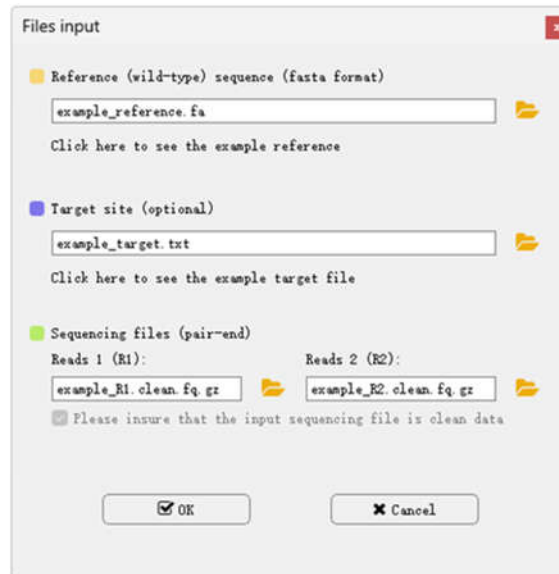 Files input
Reference (wild-type) sequence (fasta format)
example_reference.fa
Click here to see the example reference
Target site (optional)
example_target.txt
Click here to see the example target file
Sequencing files (pair-end)
Reads 1 (R1): Reads 2 (R2):
example_R1.clean.fq.gz example_R2.clean.fq.gz
Please insure that the input sequencing file is clean data
OK Cancel